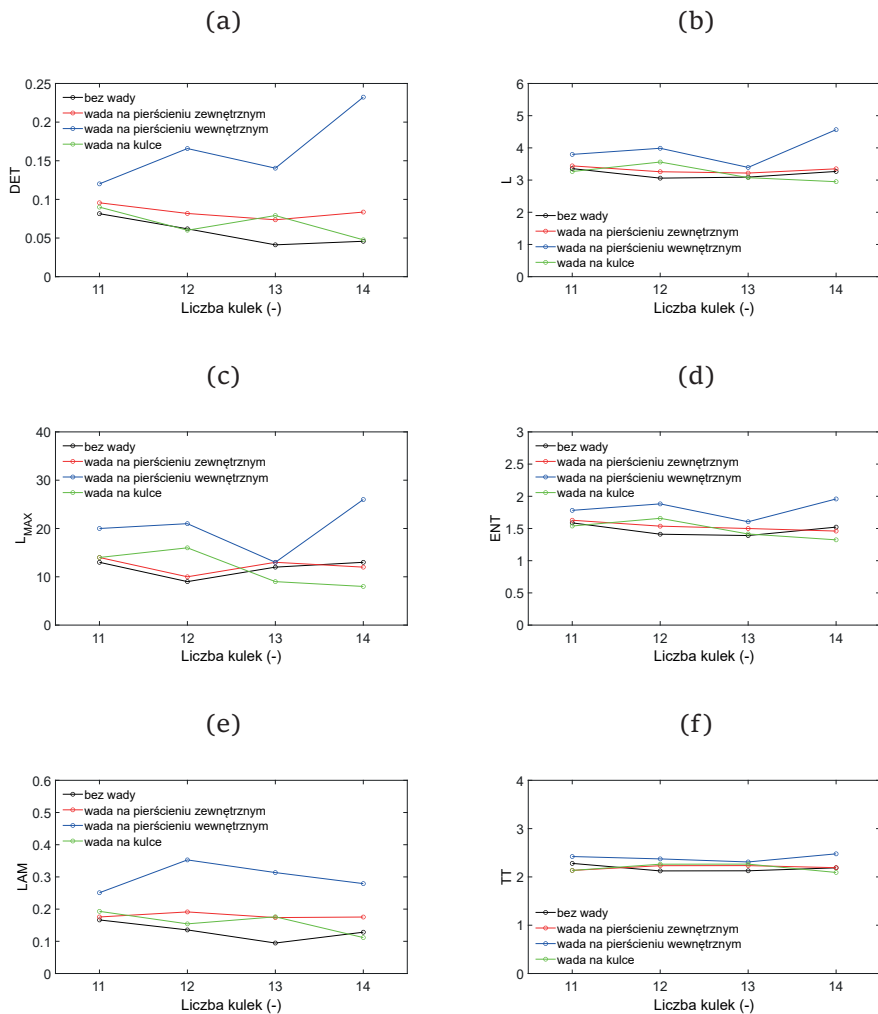 (a)
0.25
0.2
0.15
0.1
0.05
0
DET
bez wady
wada na pierścieniu zewnętrznym
wada na pierścieniu wewnętrznym
wada na kulce
11 12 13 14
Liczba kulek (-)
(b)
6
5
4
3
2
1
0
L
bez wady
wada na pierścieniu zewnętrznym
wada na pierścieniu wewnętrznym
wada na kulce
11 12 13 14
Liczba kulek (-)
(c)
40
30
20
10
0
L_MAX
bez wady
wada na pierścieniu zewnętrznym
wada na pierścieniu wewnętrznym
wada na kulce
11 12 13 14
Liczba kulek (-)
(d)
3
2.5
2
1.5
1
0.5
0
ENT
bez wady
wada na pierścieniu zewnętrznym
wada na pierścieniu wewnętrznym
wada na kulce
11 12 13 14
Liczba kulek (-)
(e)
0.6
0.5
0.4
0.3
0.2
0.1
0
LAM
bez wady
wada na pierścieniu zewnętrznym
wada na pierścieniu wewnętrznym
wada na kulce
11 12 13 14
Liczba kulek (-)
(f)
4
3
2
1
0
TT
bez wady
wada na pierścieniu zewnętrznym
wada na pierścieniu wewnętrznym
wada na kulce
11 12 13 14
Liczba kulek (-)